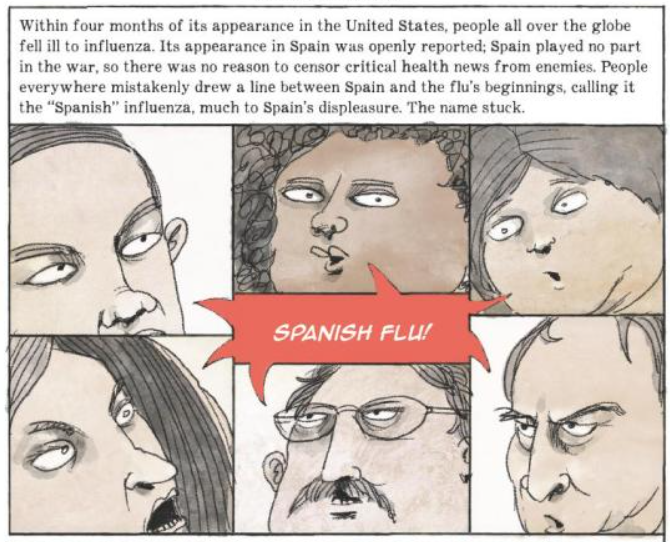 Within four months of its appearance in the United States, people all over the globe
fell ill to influenza. Its appearance in Spain was openly reported; Spain played no part
in the war, so there was no reason to censor critical health news from enemies. People
everywhere mistakenly drew a line between Spain and the flu's beginnings, calling it
the "Spanish" influenza, much to Spain's displeasure. The name stuck.
SPANISH FLU!